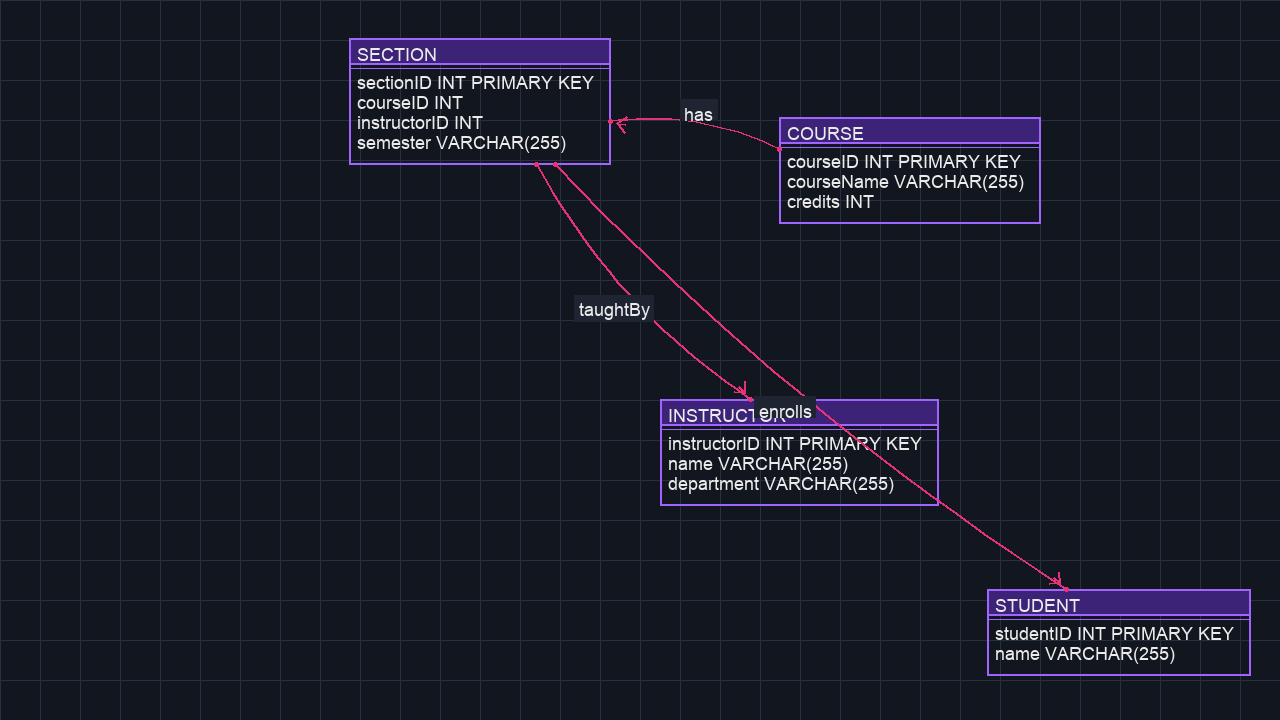 SECTION
sectionID INT PRIMARY KEY
courseID INT
instructorID INT
semester VARCHAR(255)
has
COURSE
courseID INT PRIMARY KEY
courseName VARCHAR(255)
credits INT
taughtBy
INSTRUCTOR
enrolls
instructorID INT PRIMARY KEY
name VARCHAR(255)
department VARCHAR(255)
STUDENT
studentID INT PRIMARY KEY
name VARCHAR(255)